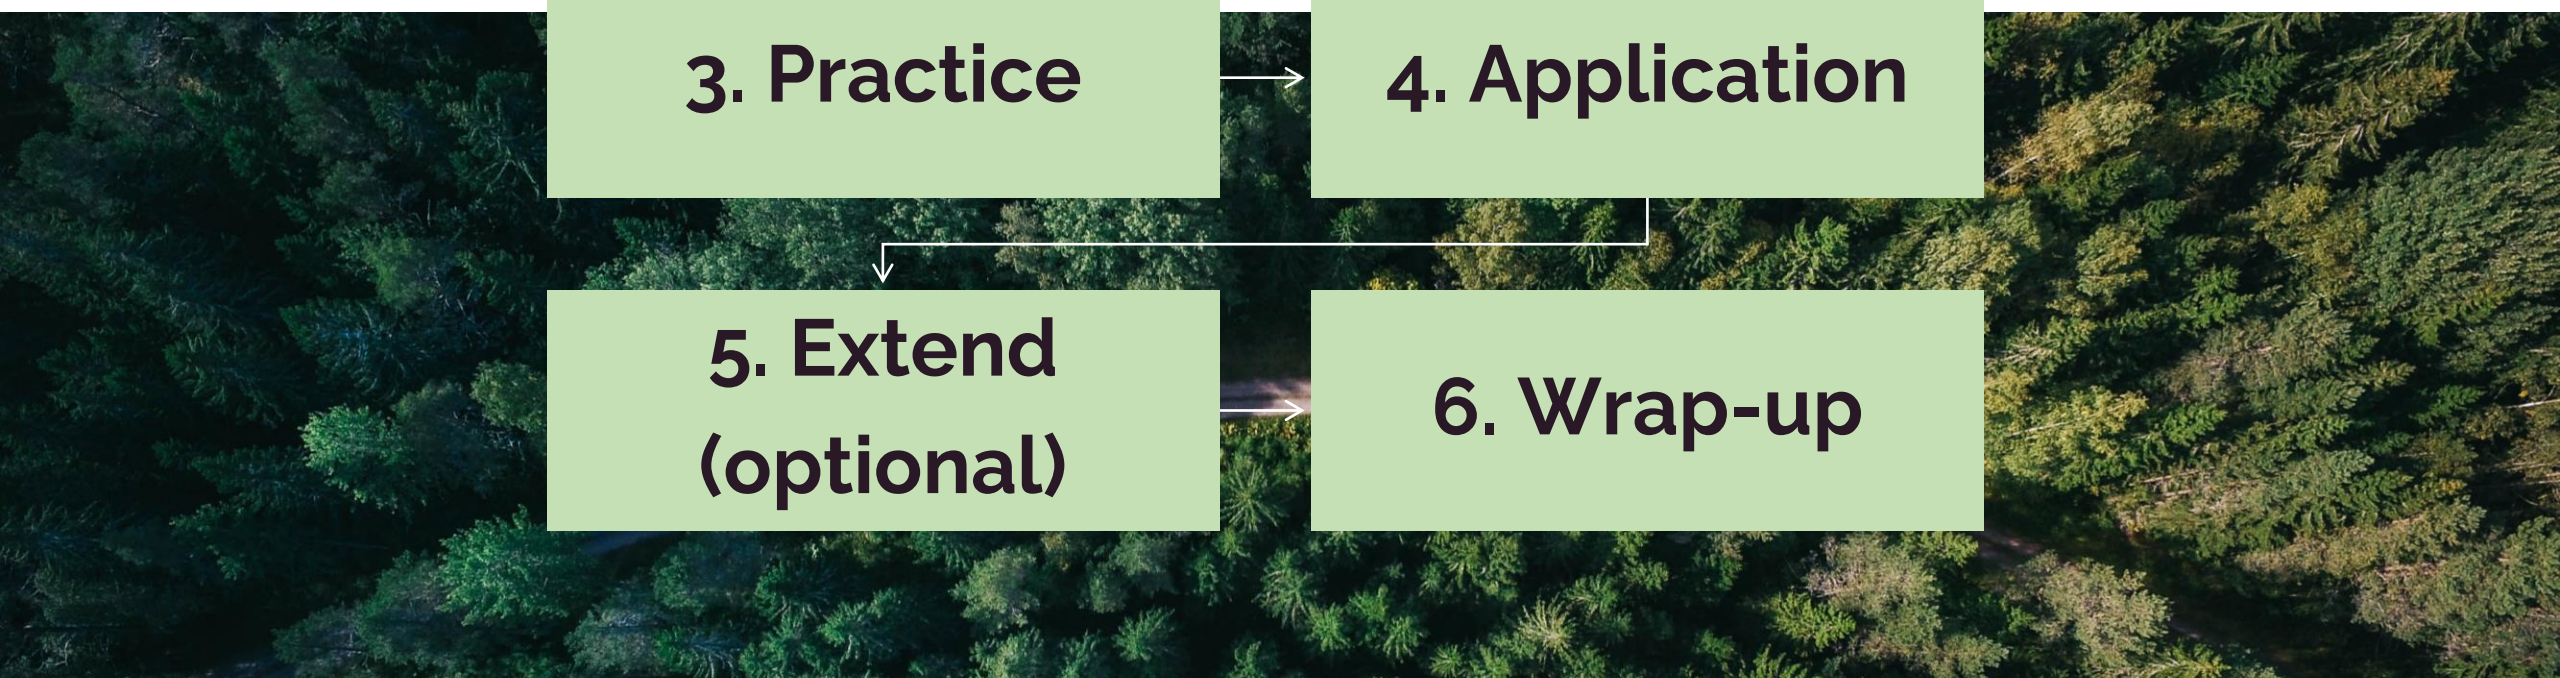 3. Practice
4. Application
5. Extend
(optional)
6. Wrap-up